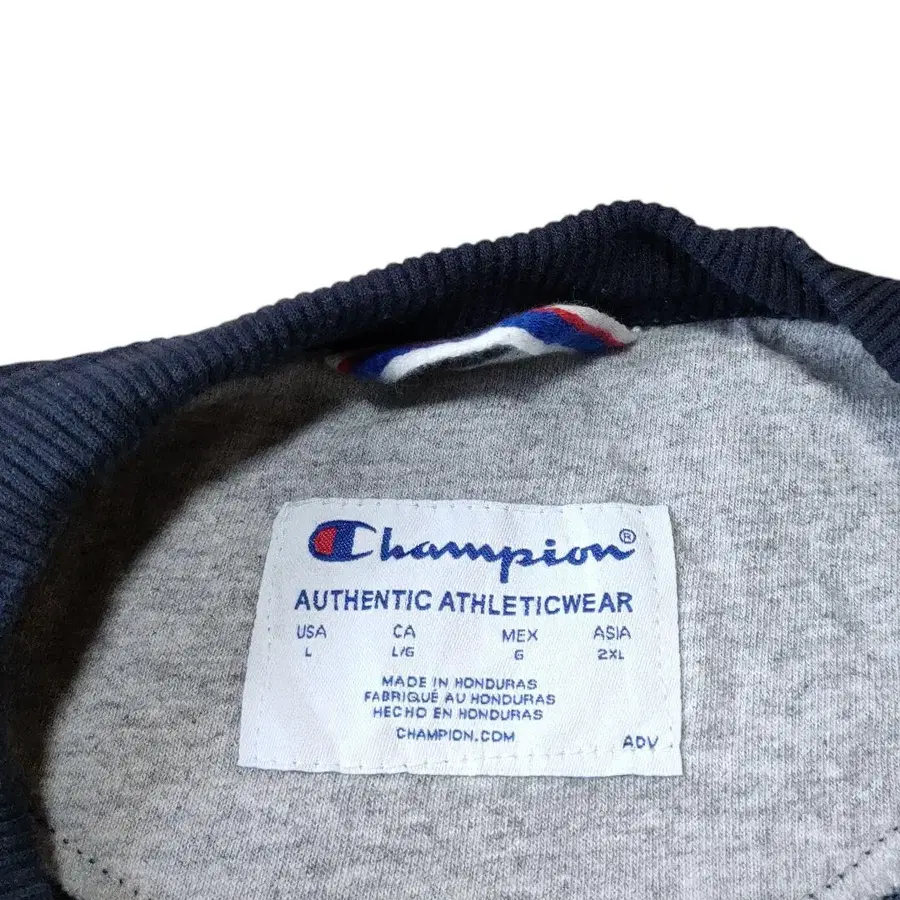 Champion®
AUTHENTIC ATHLETICWEAR
USA CA MEX ASIA
L L/G G 2XL
MADE IN HONDURAS
FABRIQUÉ AU HONDURAS
HECHO EN HONDURAS
CHAMPION.COM
ADV